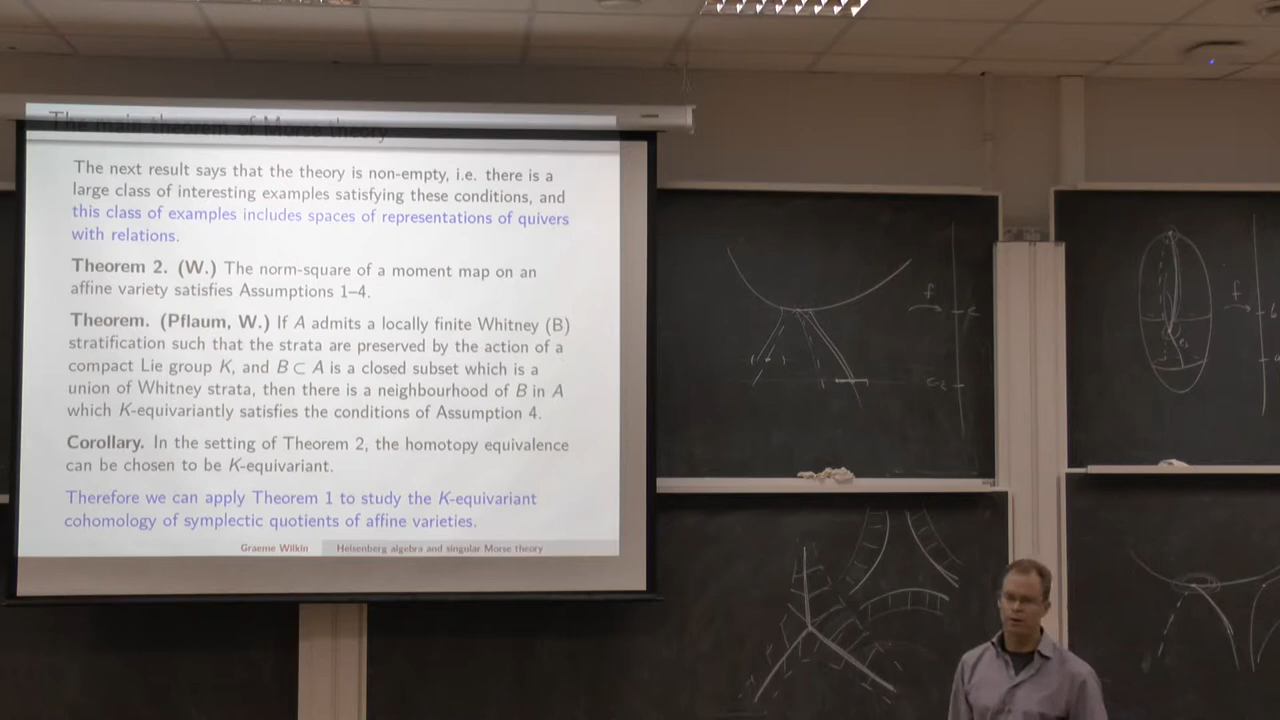 The main theorem of Morse theory
The next result says that the theory is non-empty, i.e. there is a
large class of interesting examples satisfying these conditions, and
this class of examples includes spaces of representations of quivers
with relations.
Theorem 2. (W.) The norm-square of a moment map on an
affine variety satisfies Assumptions 1–4.
Theorem. (Pflaum, W.) If A admits a locally finite Whitney (B)
stratification such that the strata are preserved by the action of a
compact Lie group K, and B ⊂ A is a closed subset which is a
union of Whitney strata, then there is a neighbourhood of B in A
which K-equivariantly satisfies the conditions of Assumption 4.
Corollary. In the setting of Theorem 2, the homotopy equivalence
can be chosen to be K-equivariant.
Therefore we can apply Theorem 1 to study the K-equivariant
cohomology of symplectic quotients of affine varieties.
Graeme Wilkin Heisenberg algebra and singular Morse theory
f
f